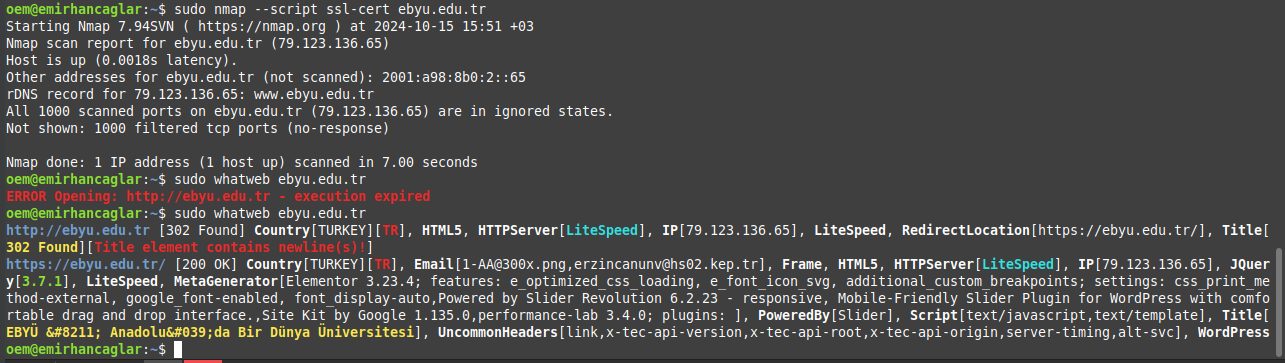 oem@emirhancaglar:~$ sudo nmap --script ssl-cert ebyu.edu.tr
Starting Nmap 7.94SVN ( https://nmap.org ) at 2024-10-15 15:51 +03
Nmap scan report for ebyu.edu.tr (79.123.136.65)
Host is up (0.0018s latency).
Other addresses for ebyu.edu.tr (not scanned): 2001:a98:8b0:2::65
rDNS record for 79.123.136.65: www.ebyu.edu.tr
All 1000 scanned ports on ebyu.edu.tr (79.123.136.65) are in ignored states.
Not shown: 1000 filtered tcp ports (no-response)

Nmap done: 1 IP address (1 host up) scanned in 7.00 seconds
oem@emirhancaglar:~$ sudo whatweb ebyu.edu.tr
ERROR Opening: http://ebyu.edu.tr - execution expired
oem@emirhancaglar:~$ sudo whatweb ebyu.edu.tr
http://ebyu.edu.tr [302 Found] Country[TURKEY][TR], HTML5, HTTPServer[LiteSpeed], IP[79.123.136.65], LiteSpeed, RedirectLocation[https://ebyu.edu.tr/], Title[
302 Found][Title element contains newline(s)!]
https://ebyu.edu.tr/ [200 OK] Country[TURKEY][TR], Email[1-AA@300x.png,erzincanunv@hs02.kep.tr], Frame, HTML5, HTTPServer[LiteSpeed], IP[79.123.136.65], JQuer
y[3.7.1], LiteSpeed, MetaGenerator[Elementor 3.23.4; features: e_optimized_css_loading, e_font_icon_svg, additional_custom_breakpoints; settings: css_print_me
thod-external, google_font-enabled, font_display-auto,Powered by Slider Revolution 6.2.23 - responsive, Mobile-Friendly Slider Plugin for WordPress with comfo
rtable drag and drop interface.,Site Kit by Google 1.135.0,performance-lab 3.4.0; plugins: ], PoweredBy[Slider], Script[text/javascript,text/template], Title[
EBYÜ &#8211; Anadolu&#039;da Bir Dünya Üniversitesi], UncommonHeaders[link,x-tec-api-version,x-tec-api-root,x-tec-api-origin,server-timing,alt-svc], WordPress
oem@emirhancaglar:~$